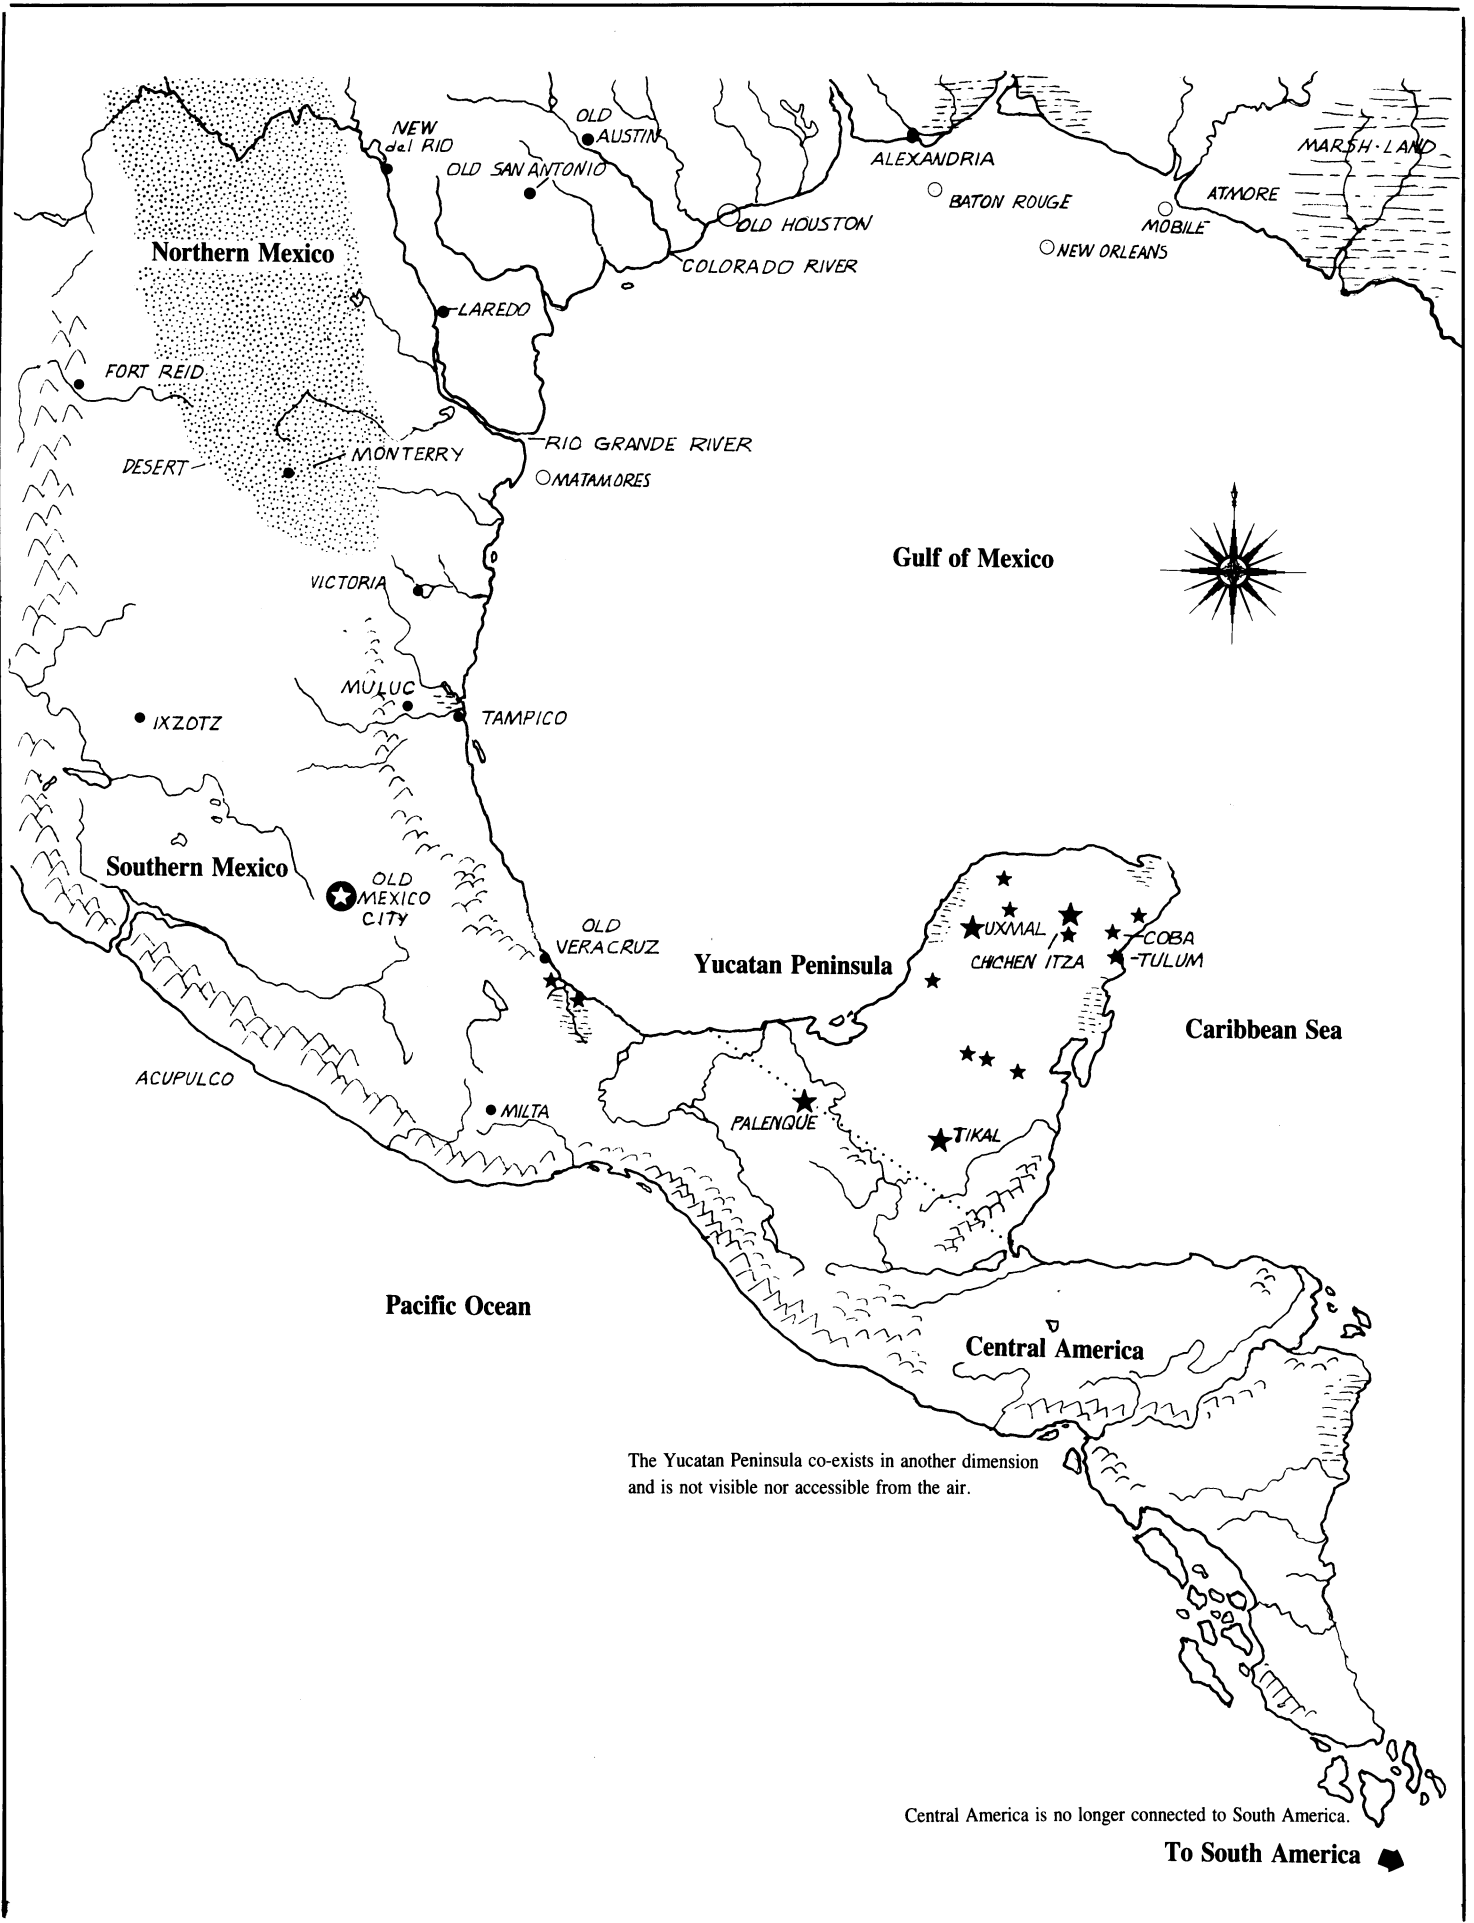 OLD
AUSTIN
NEW
del RIO
OLD SAN ANTONIO
ALEXANDRIA
MARSH-LAND
BATON ROUGE
ATMORE
OLD HOUSTON
MOBILE
NEW ORLEANS
Northern Mexico
COLORADO RIVER
LAREDO
FORT REID
RIO GRANDE RIVER
MONTERRY
DESERT
MATAMORES
Gulf of Mexico
VICTORIA
MULUC
IXZOTZ
TAMPICO
Southern Mexico
OLD
MEXICO
CITY
OLD
VERACRUZ
UXMAL
COBA
CHICHEN ITZA
TULUM
Yucatan Peninsula
Caribbean Sea
ACUPULCO
MILTA
PALENQUE
TIKAL
Pacific Ocean
Central America
The Yucatan Peninsula co-exists in another dimension
and is not visible nor accessible from the air.
Central America is no longer connected to South America.
To South America